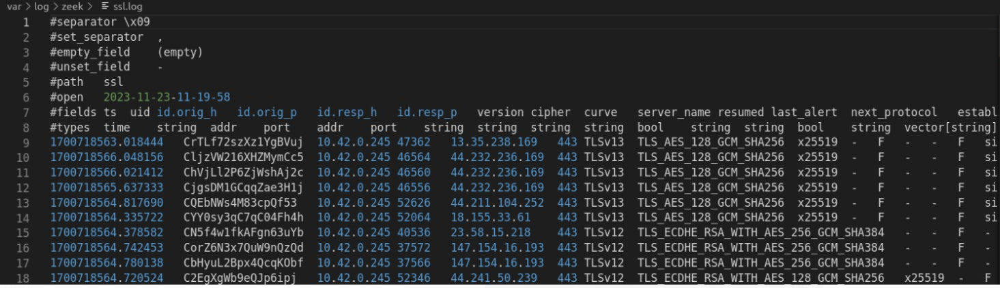 var > log > zeek > ssl.log
1 #separator \x09
2 #set_separator ,
3 #empty_field (empty)
4 #unset_field -
5 #path ssl
6 #open 2023-11-23-11-19-58
7 #fields ts uid id.orig_h id.orig_p id.resp_h id.resp_p version cipher curve server_name resumed last_alert next_protocol establ
8 #types time string addr port addr port string string string string bool string string bool string vector[string]
9 1700718563.018444 CrTLf72szXz1YgBVuj 10.42.0.245 47362 13.35.238.169 443 TLSv13 TLS_AES_128_GCM_SHA256 x25519 - F - - F si
10 1700718566.048156 CljzVW216XHZMymCc5 10.42.0.245 46564 44.232.236.169 443 TLSv13 TLS_AES_128_GCM_SHA256 x25519 - F - - F si
11 1700718566.021412 ChVjLl2P6ZjWshAj2c 10.42.0.245 46560 44.232.236.169 443 TLSv13 TLS_AES_128_GCM_SHA256 x25519 - F - - F si
12 1700718565.637333 CjgsDM1GCqqZae3H1j 10.42.0.245 46556 44.232.236.169 443 TLSv13 TLS_AES_128_GCM_SHA256 x25519 - F - - F si
13 1700718564.817690 CQEbNWs4M83cpQf53 10.42.0.245 52626 44.211.104.252 443 TLSv13 TLS_AES_128_GCM_SHA256 x25519 - F - - F si
14 1700718564.335722 CYY0sy3qC7qC04Fh4h 10.42.0.245 52064 18.155.33.61 443 TLSv13 TLS_AES_128_GCM_SHA256 x25519 - F - - F si
15 1700718564.378582 CN5f4w1fkAFgn63uYb 10.42.0.245 40536 23.58.15.218 443 TLSv12 TLS_ECDHE_RSA_WITH_AES_256_GCM_SHA384 - - F -
16 1700718564.742453 CorZ6N3x7QuW9nQzQd 10.42.0.245 37572 147.154.16.193 443 TLSv12 TLS_ECDHE_RSA_WITH_AES_256_GCM_SHA384 - - F -
17 1700718564.780138 CbHyuL2Bpx4QcqKObf 10.42.0.245 37566 147.154.16.193 443 TLSv12 TLS_ECDHE_RSA_WITH_AES_256_GCM_SHA384 - - F -
18 1700718564.720524 C2EgXgWb9eQJp6ipj 10.42.0.245 52346 44.241.50.239 443 TLSv12 TLS_ECDHE_RSA_WITH_AES_128_GCM_SHA256 x25519 - F